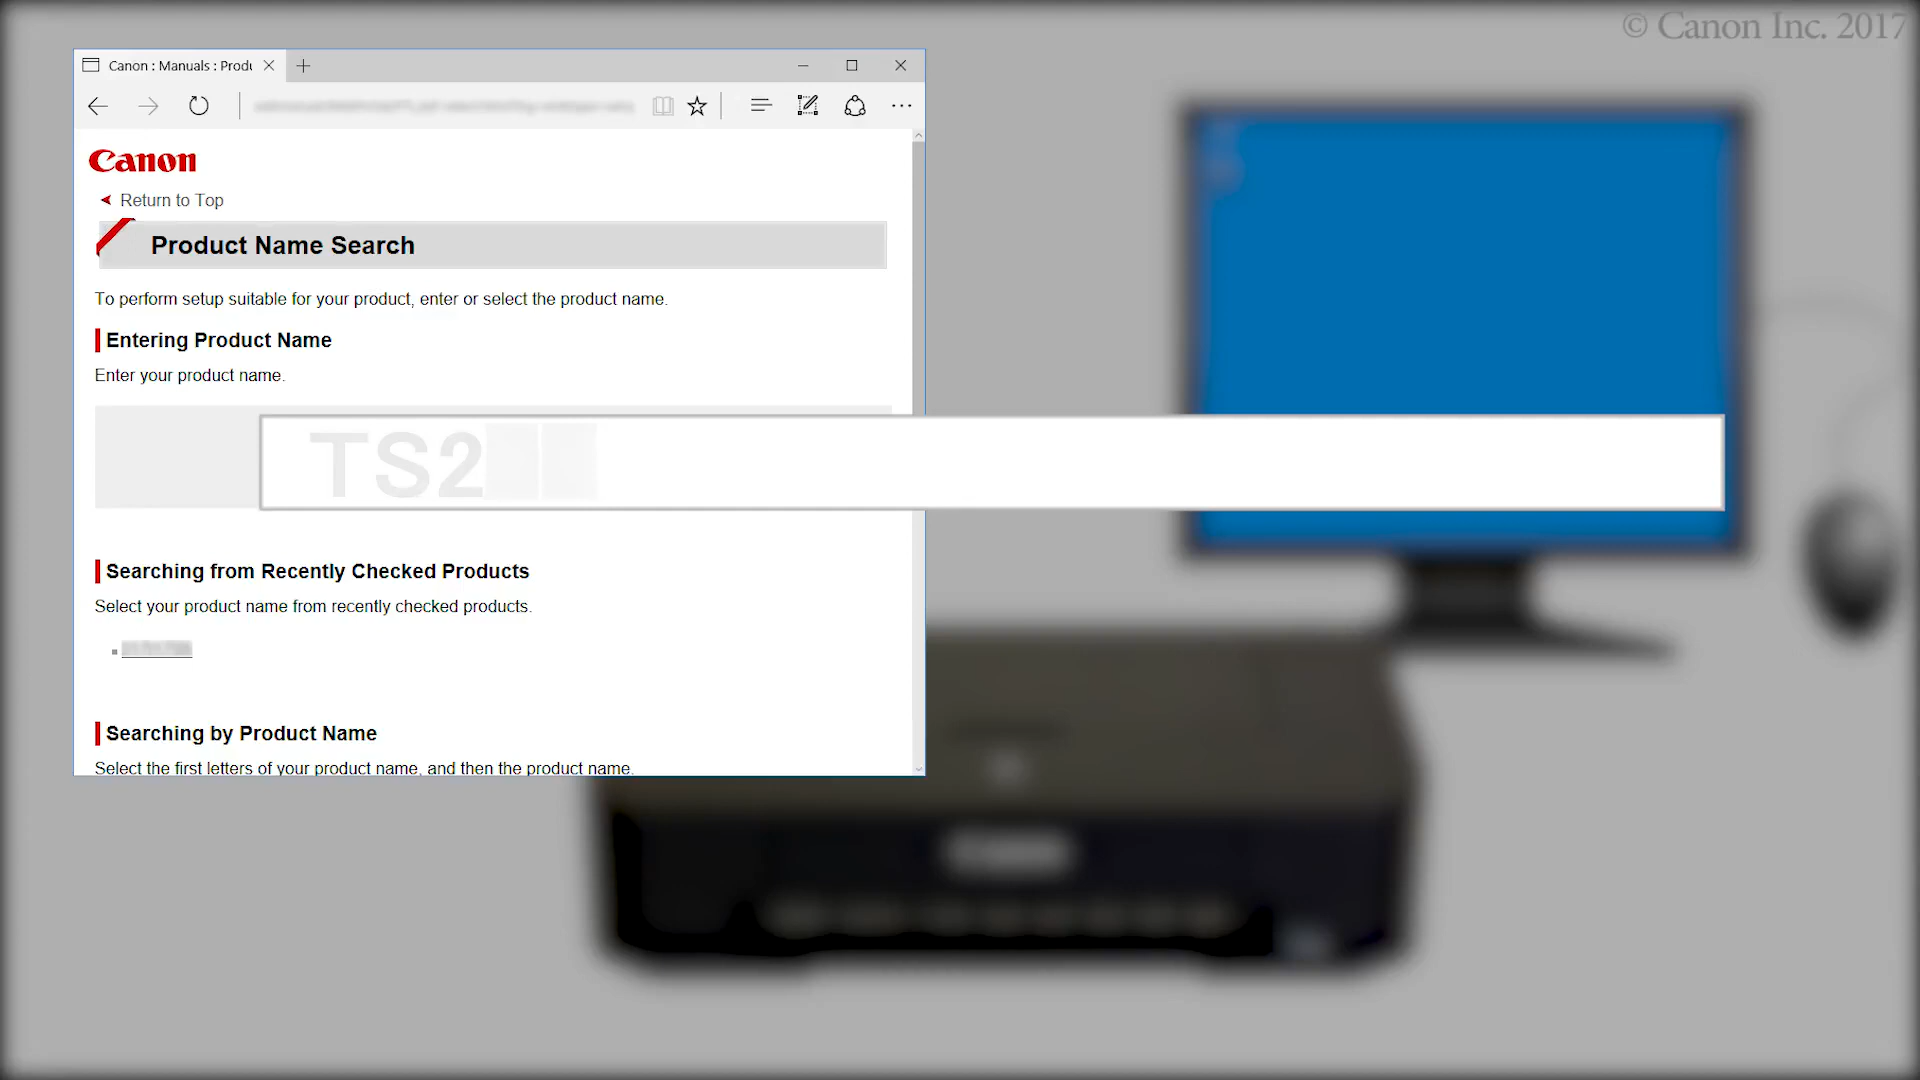 © Canon Inc. 2017
Canon : Manuals : Produ
Canon
Return to Top
Product Name Search
To perform setup suitable for your product, enter or select the product name.
Entering Product Name
Enter your product name.
TS2
Searching from Recently Checked Products
Select your product name from recently checked products.
Searching by Product Name
Select the first letters of your product name, and then the product name.